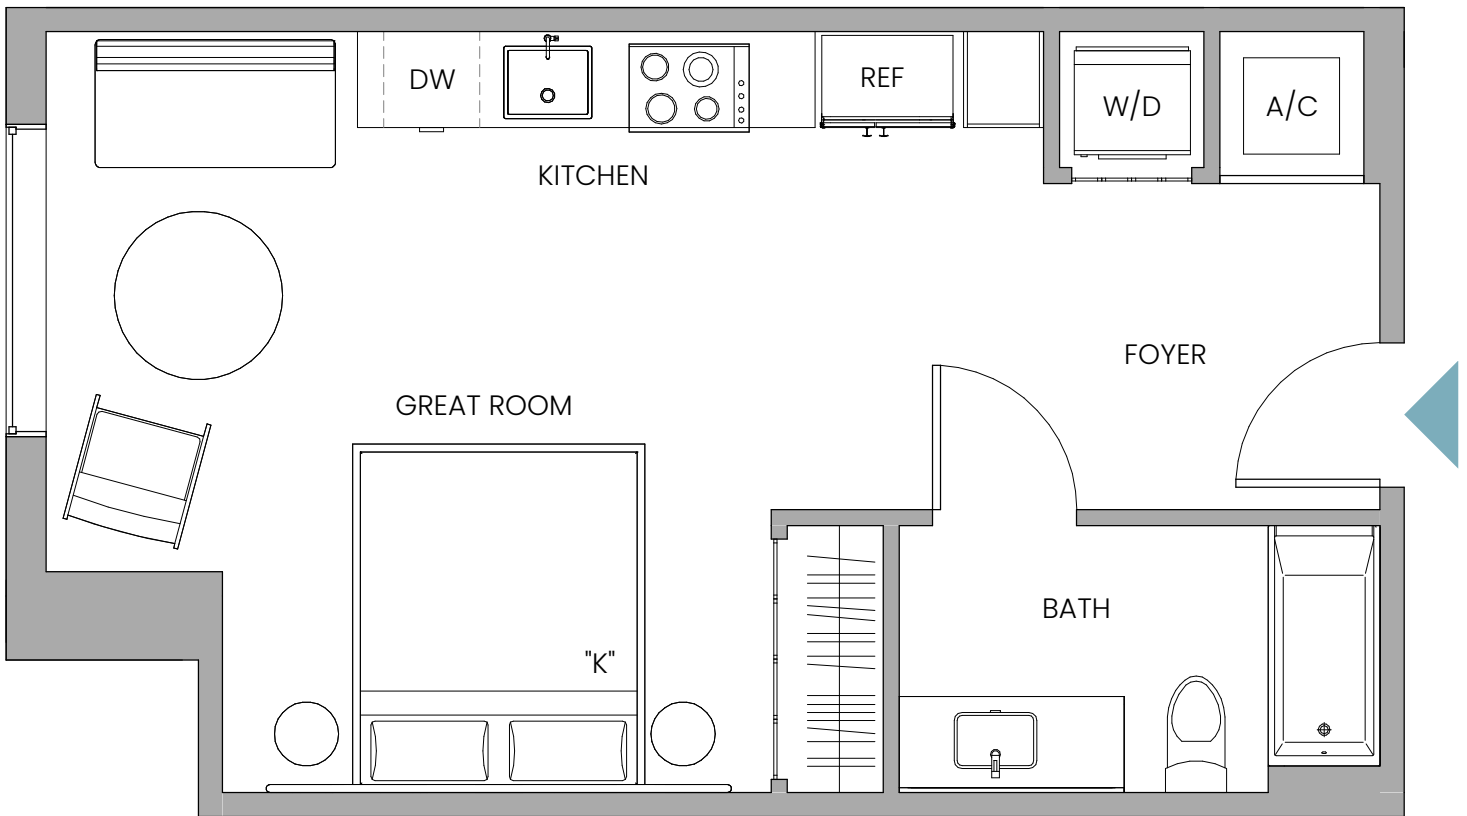 DW
REF
W/D
A/C
KITCHEN
FOYER
GREAT ROOM
BATH
"K"